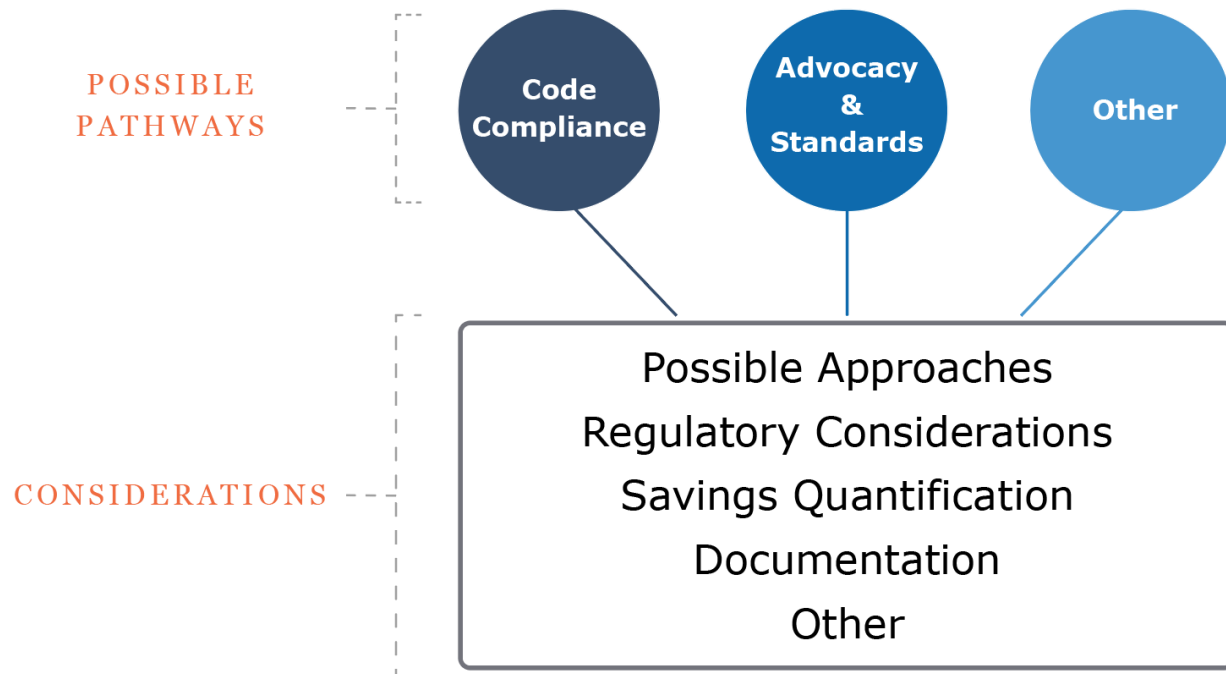 POSSIBLE
PATHWAYS
Code
Compliance
Advocacy
&
Standards
Other
CONSIDERATIONS
Possible Approaches
Regulatory Considerations
Savings Quantification
Documentation
Other